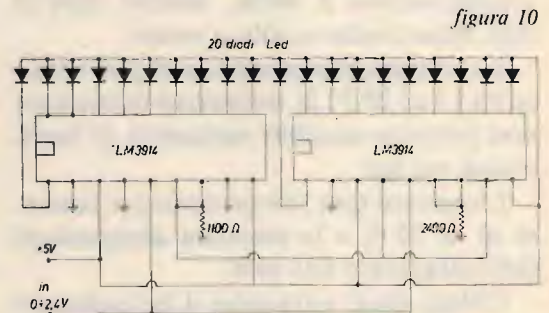 figura 10
20 diodi Led
LM3914
LM3914
1100 Ω
2400 Ω
+5V
in
0÷2,4V